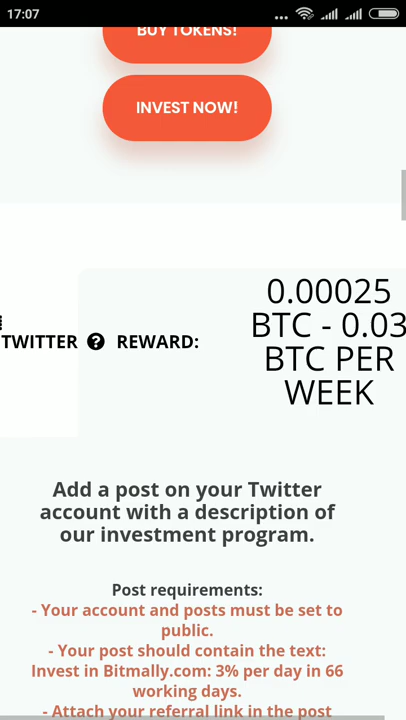 17:07
BUY TOKENS!
INVEST NOW!
TWITTER ? REWARD:
0.00025
BTC - 0.03
BTC PER
WEEK
Add a post on your Twitter
account with a description of
our investment program.
Post requirements:
- Your account and posts must be set to
public.
- Your post should contain the text:
Invest in Bitmally.com: 3% per day in 66
working days.
- Attach your referral link in the post